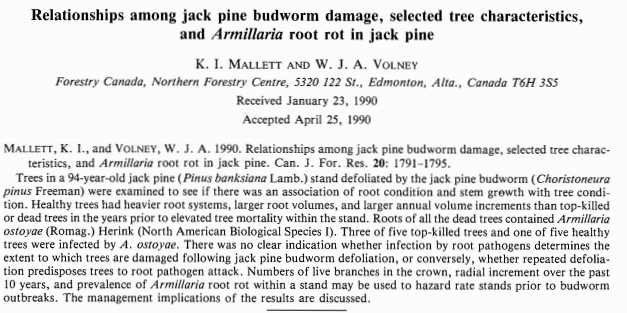 Relationships among jack pine budworm damage, selected tree characteristics,
and Armillaria root rot in jack pine
K. I. MALLETT AND W. J. A. VOLNEY
Forestry Canada, Northern Forestry Centre, 5320 122 St., Edmonton, Alta., Canada T6H 3S5
Received January 23, 1990
Accepted April 25, 1990
MALLETT, K. I., and VOLNEY, W. J. A. 1990. Relationships among jack pine budworm damage, selected tree charac-
teristics, and Armillaria root rot in jack pine. Can. J. For. Res. 20: 1791-1795.
Trees in a 94-year-old jack pine (Pinus banksiana Lamb.) stand defoliated by the jack pine budworm (Choristoneura
pinus Freeman) were examined to see if there was an association of root condition and stem growth with tree condi-
tion. Healthy trees had heavier root systems, larger root volumes, and larger annual volume increments than top-killed
or dead trees in the years prior to elevated tree mortality within the stand. Roots of all the dead trees contained Armillaria
ostoyae (Romag.) Herink (North American Biological Species I). Three of five top-killed trees and one of five healthy
trees were infected by A. ostoyae. There was no clear indication whether infection by root pathogens determines the
extent to which trees are damaged following jack pine budworm defoliation, or conversely, whether repeated defolia-
tion predisposes trees to root pathogen attack. Numbers of live branches in the crown, radial increment over the past
10 years, and prevalence of Armillaria root rot within a stand may be used to hazard rate stands prior to budworm
outbreaks. The management implications of the results are discussed.